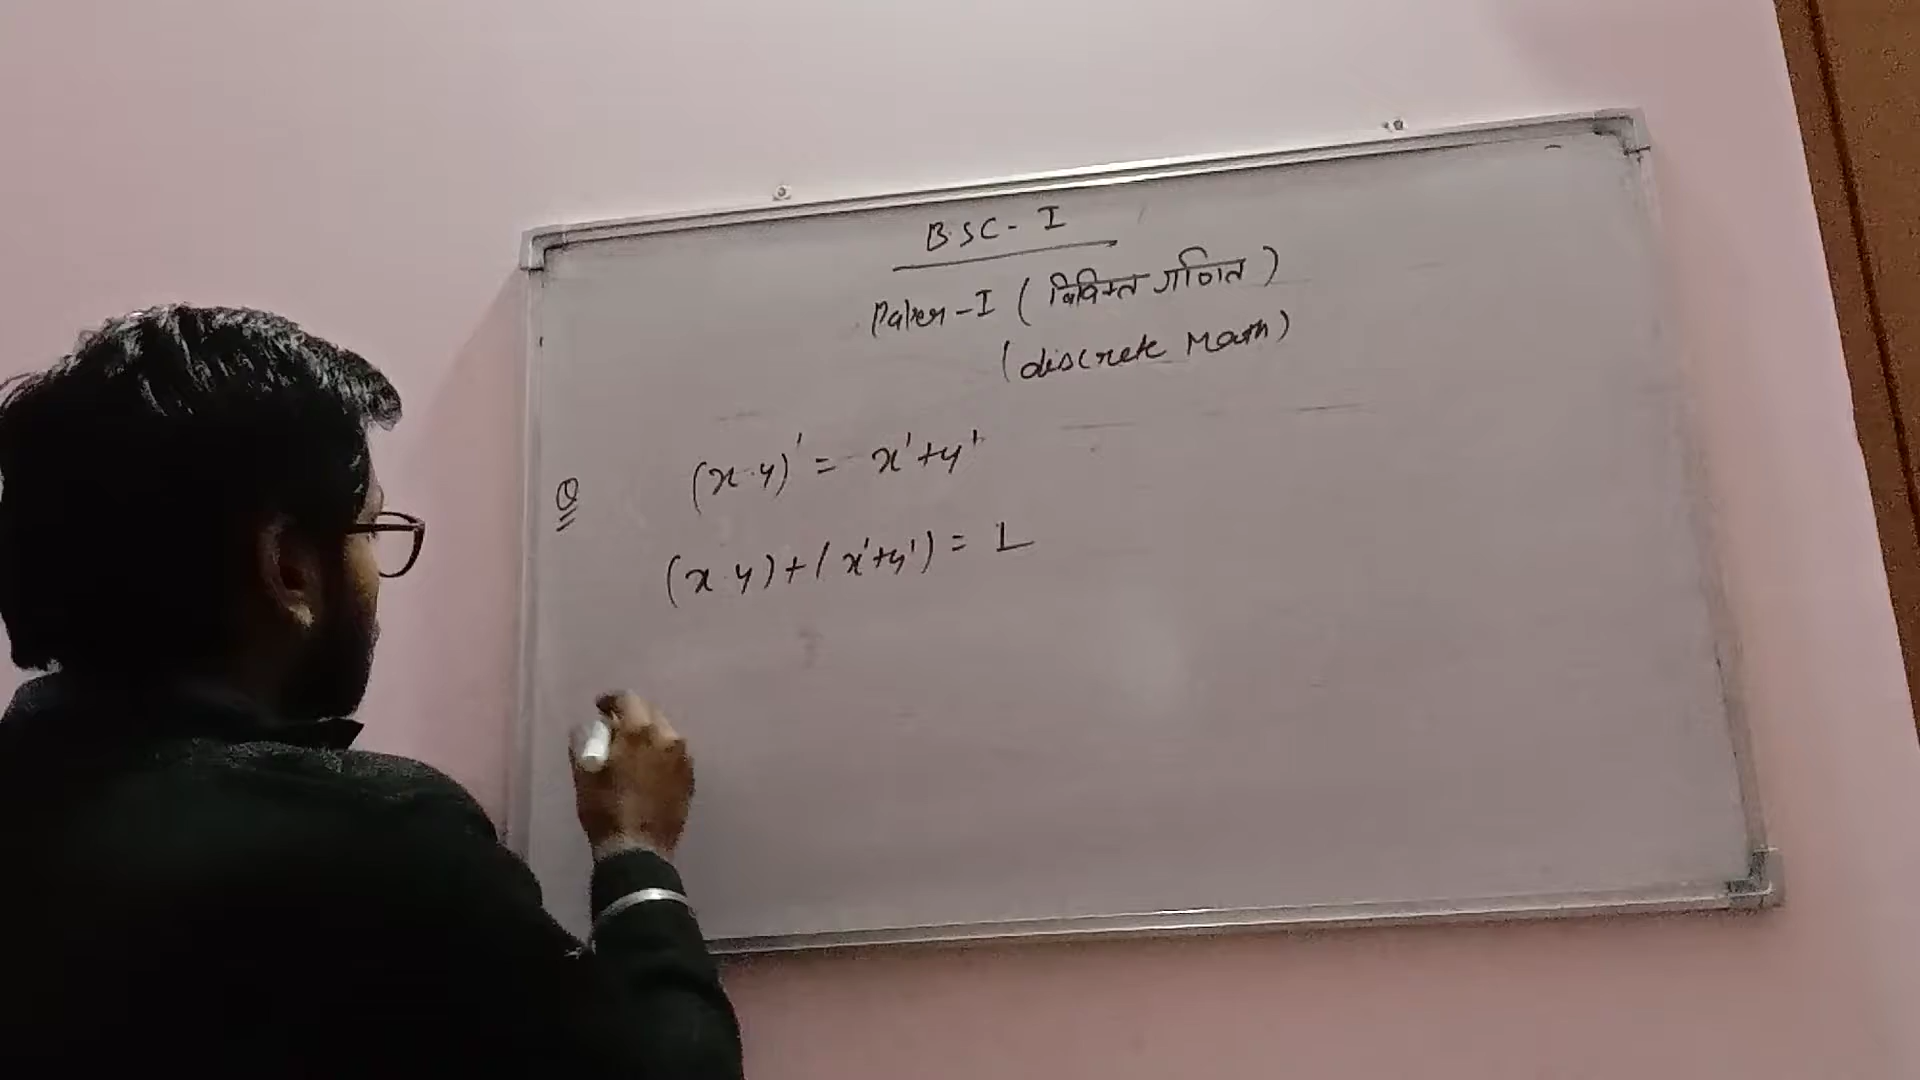 B.SC- I
Paper-I ( विविक्त गणित )
(discrete Math)
Q (x.y)' = x'+y'
(x.y)+(x'+y') = 1